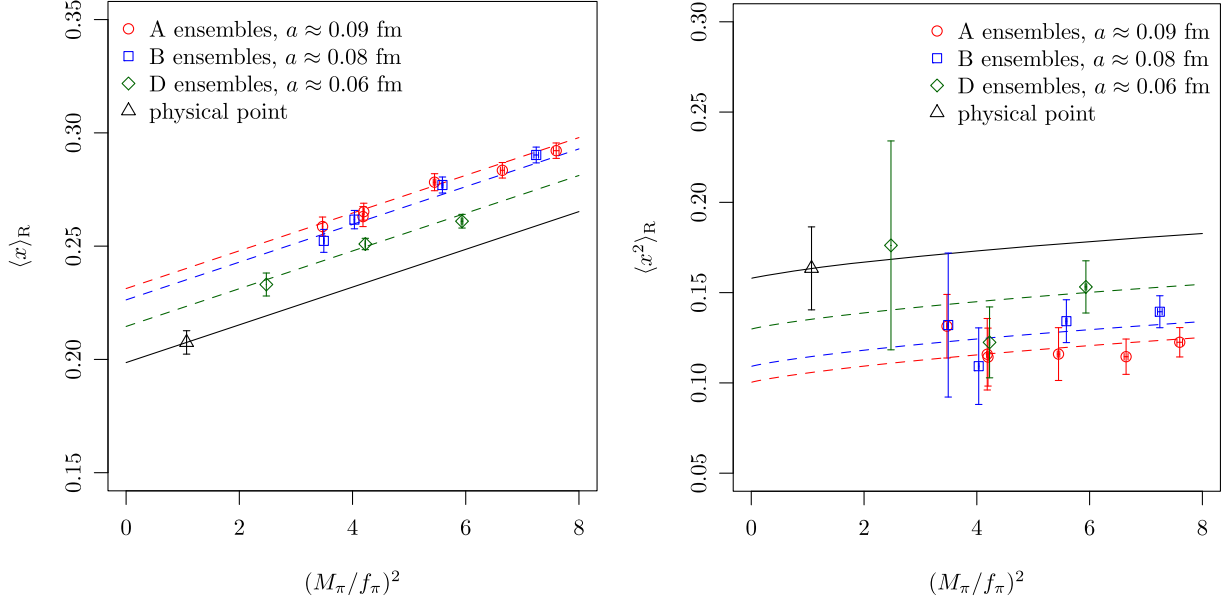 A ensembles, a ≈ 0.09 fm
B ensembles, a ≈ 0.08 fm
D ensembles, a ≈ 0.06 fm
physical point
0.35
0.30
0.25
0.20
0.15
⟨x⟩R
0 2 4 6 8
(Mπ/fπ)²
A ensembles, a ≈ 0.09 fm
B ensembles, a ≈ 0.08 fm
D ensembles, a ≈ 0.06 fm
physical point
0.30
0.25
0.20
0.15
0.10
0.05
⟨x²⟩R
0 2 4 6 8
(Mπ/fπ)²